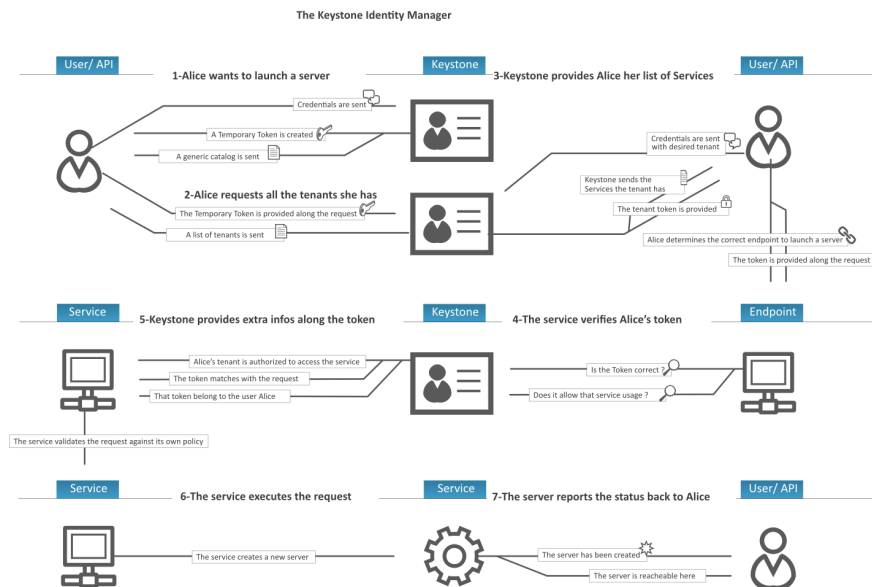 The Keystone Identity Manager
User/ API
1-Alice wants to launch a server
Keystone
3-Keystone provides Alice her list of Services
User/ API
Credentials are sent
A Temporary Token is created
A generic catalog is sent
2-Alice requests all the tenants she has
The Temporary Token is provided along the request
A list of tenants is sent
Credentials are sent
with desired tenant
Keystone sends the
Services the tenant has
The tenant token is provided
Alice determines the correct endpoint to launch a server
The token is provided along the request
Service
5-Keystone provides extra infos along the token
Keystone
4-The service verifies Alice's token
Endpoint
Alice's tenant is authorized to access the service
The token matches with the request
That token belong to the user Alice
Is the Token correct ?
Does it allow that service usage ?
The service validates the request against its own policy
Service
6-The service executes the request
Service
7-The server reports the status back to Alice
User/ API
The service creates a new server
The server has been created
The server is reacheable here